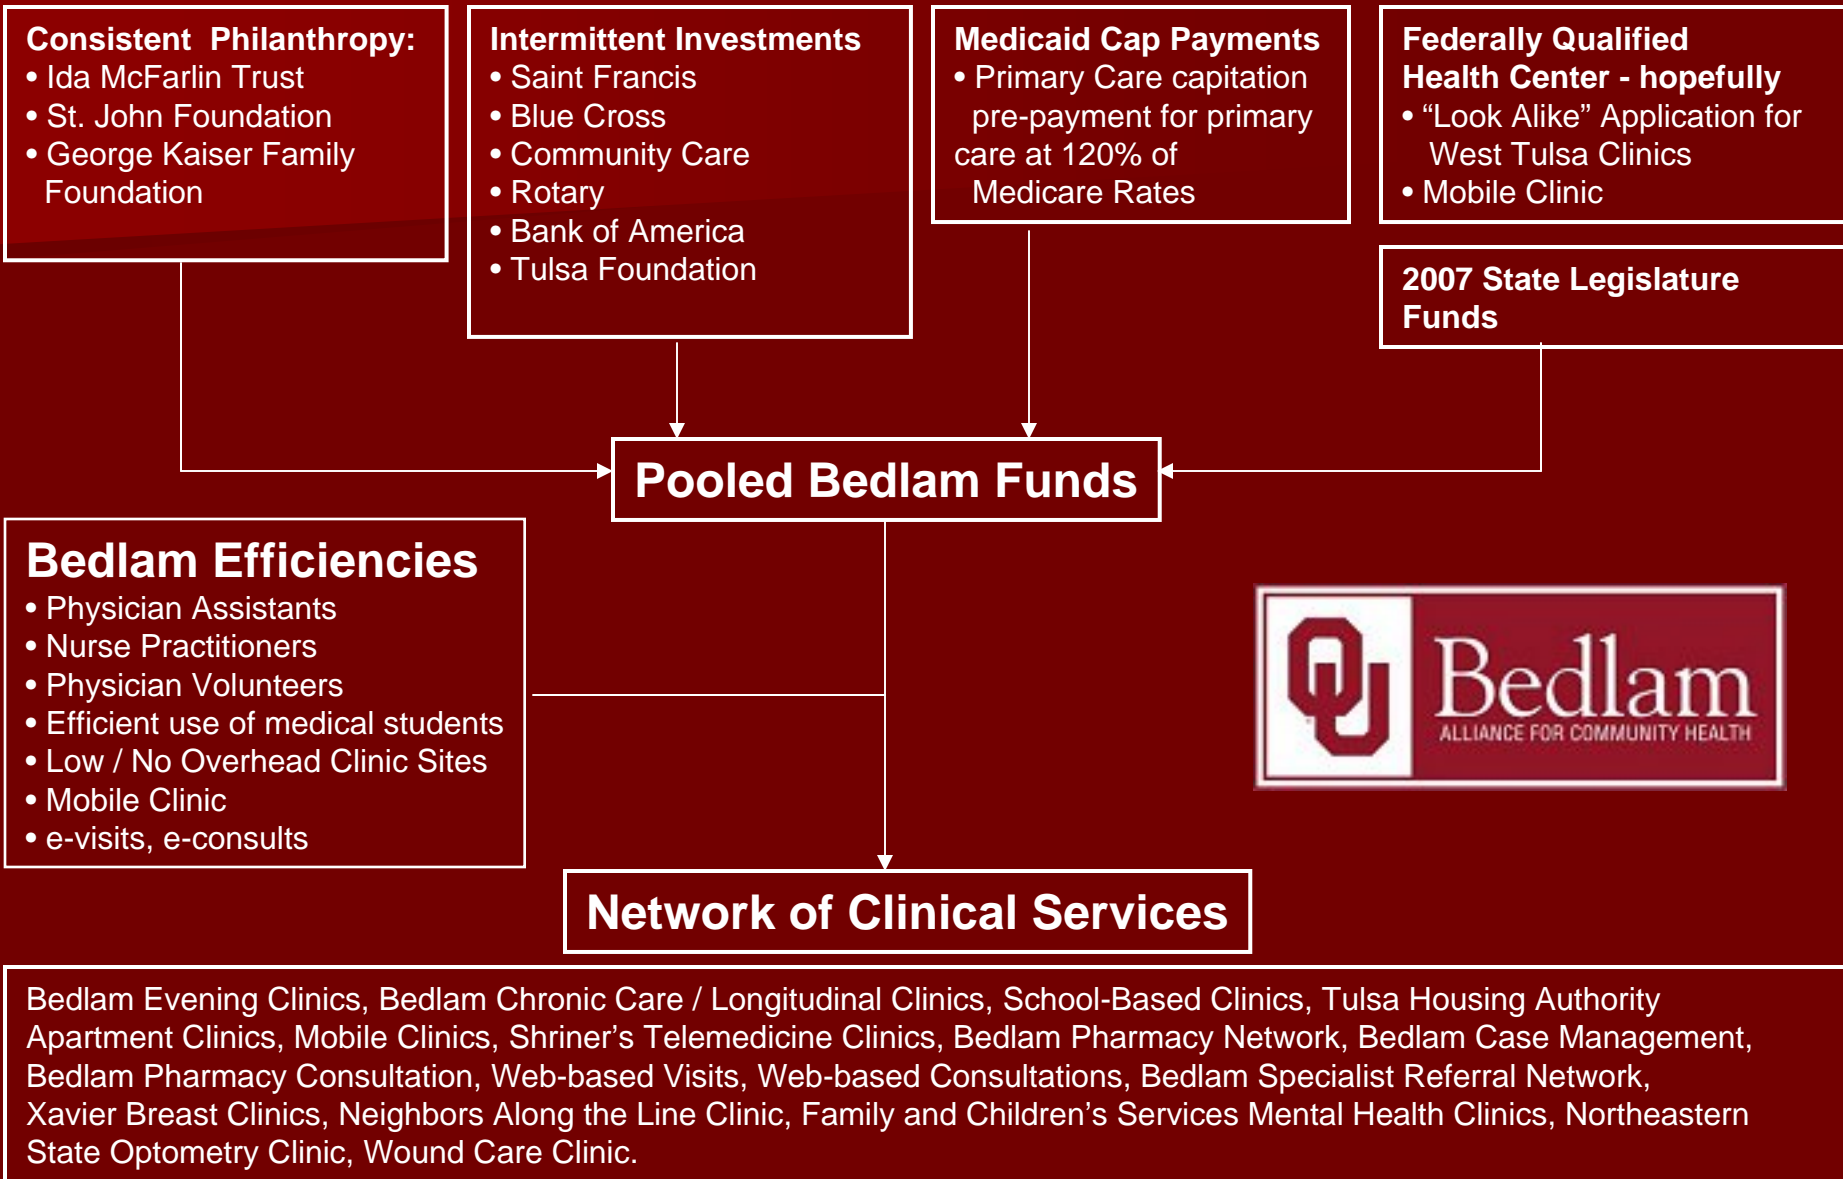 Consistent Philanthropy:
• Ida McFarlin Trust
• St. John Foundation
• George Kaiser Family
Foundation
Intermittent Investments
• Saint Francis
• Blue Cross
• Community Care
• Rotary
• Bank of America
• Tulsa Foundation
Medicaid Cap Payments
• Primary Care capitation
pre-payment for primary
care at 120% of
Medicare Rates
Federally Qualified
Health Center - hopefully
• “Look Alike” Application for
West Tulsa Clinics
• Mobile Clinic
2007 State Legislature
Funds
Pooled Bedlam Funds
Bedlam Efficiencies
• Physician Assistants
• Nurse Practitioners
• Physician Volunteers
• Efficient use of medical students
• Low / No Overhead Clinic Sites
• Mobile Clinic
• e-visits, e-consults
OU
Bedlam
ALLIANCE FOR COMMUNITY HEALTH
Network of Clinical Services
Bedlam Evening Clinics, Bedlam Chronic Care / Longitudinal Clinics, School-Based Clinics, Tulsa Housing Authority
Apartment Clinics, Mobile Clinics, Shriner’s Telemedicine Clinics, Bedlam Pharmacy Network, Bedlam Case Management,
Bedlam Pharmacy Consultation, Web-based Visits, Web-based Consultations, Bedlam Specialist Referral Network,
Xavier Breast Clinics, Neighbors Along the Line Clinic, Family and Children’s Services Mental Health Clinics, Northeastern
State Optometry Clinic, Wound Care Clinic.